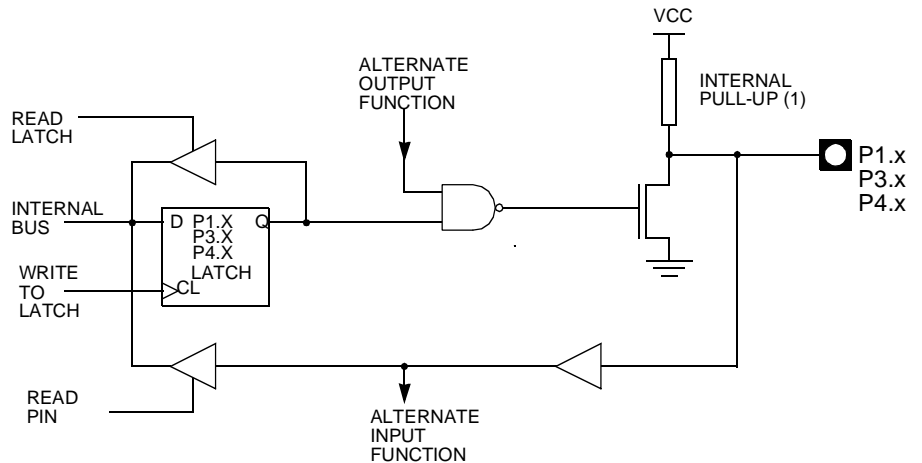 VCC
ALTERNATE
OUTPUT
FUNCTION
INTERNAL
PULL-UP (1)
READ
LATCH
P1.x
P3.x
P4.x
INTERNAL
BUS
D P1.X Q
P3.X
P4.X
LATCH
CL
WRITE
TO
LATCH
READ
PIN
ALTERNATE
INPUT
FUNCTION